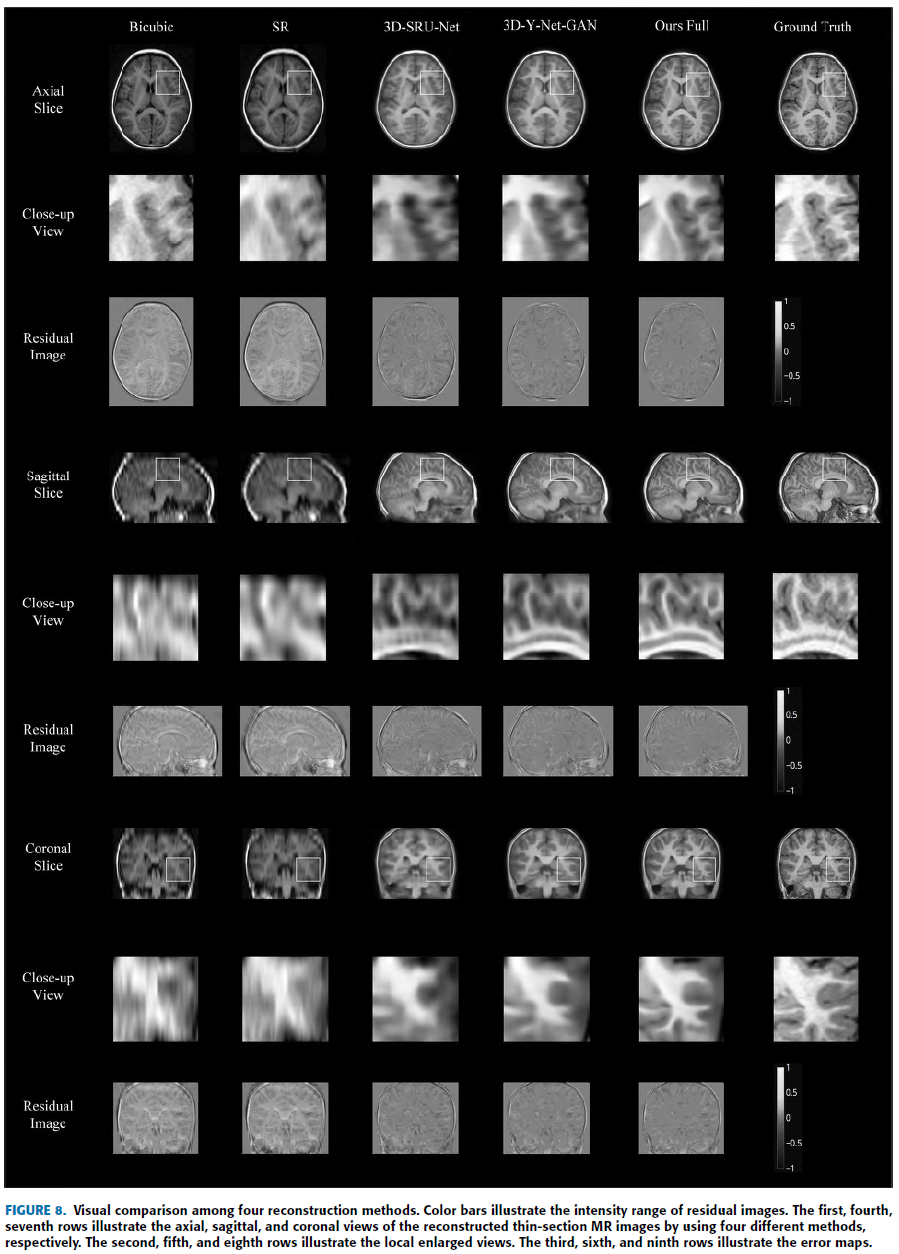 Bicubic SR 3D-SRU-Net 3D-Y-Net-GAN Ours Full Ground Truth
Axial
Slice
Close-up
View
Residual
Image
1
0.5
0
−0.5
−1
Sagittal
Slice
Close-up
View
Residual
Image
1
0.5
0
−0.5
−1
Coronal
Slice
Close-up
View
Residual
Image
1
0.5
0
−0.5
−1
FIGURE 8. Visual comparison among four reconstruction methods. Color bars illustrate the intensity range of residual images. The first, fourth,
seventh rows illustrate the axial, sagittal, and coronal views of the reconstructed thin-section MR images by using four different methods,
respectively. The second, fifth, and eighth rows illustrate the local enlarged views. The third, sixth, and ninth rows illustrate the error maps.